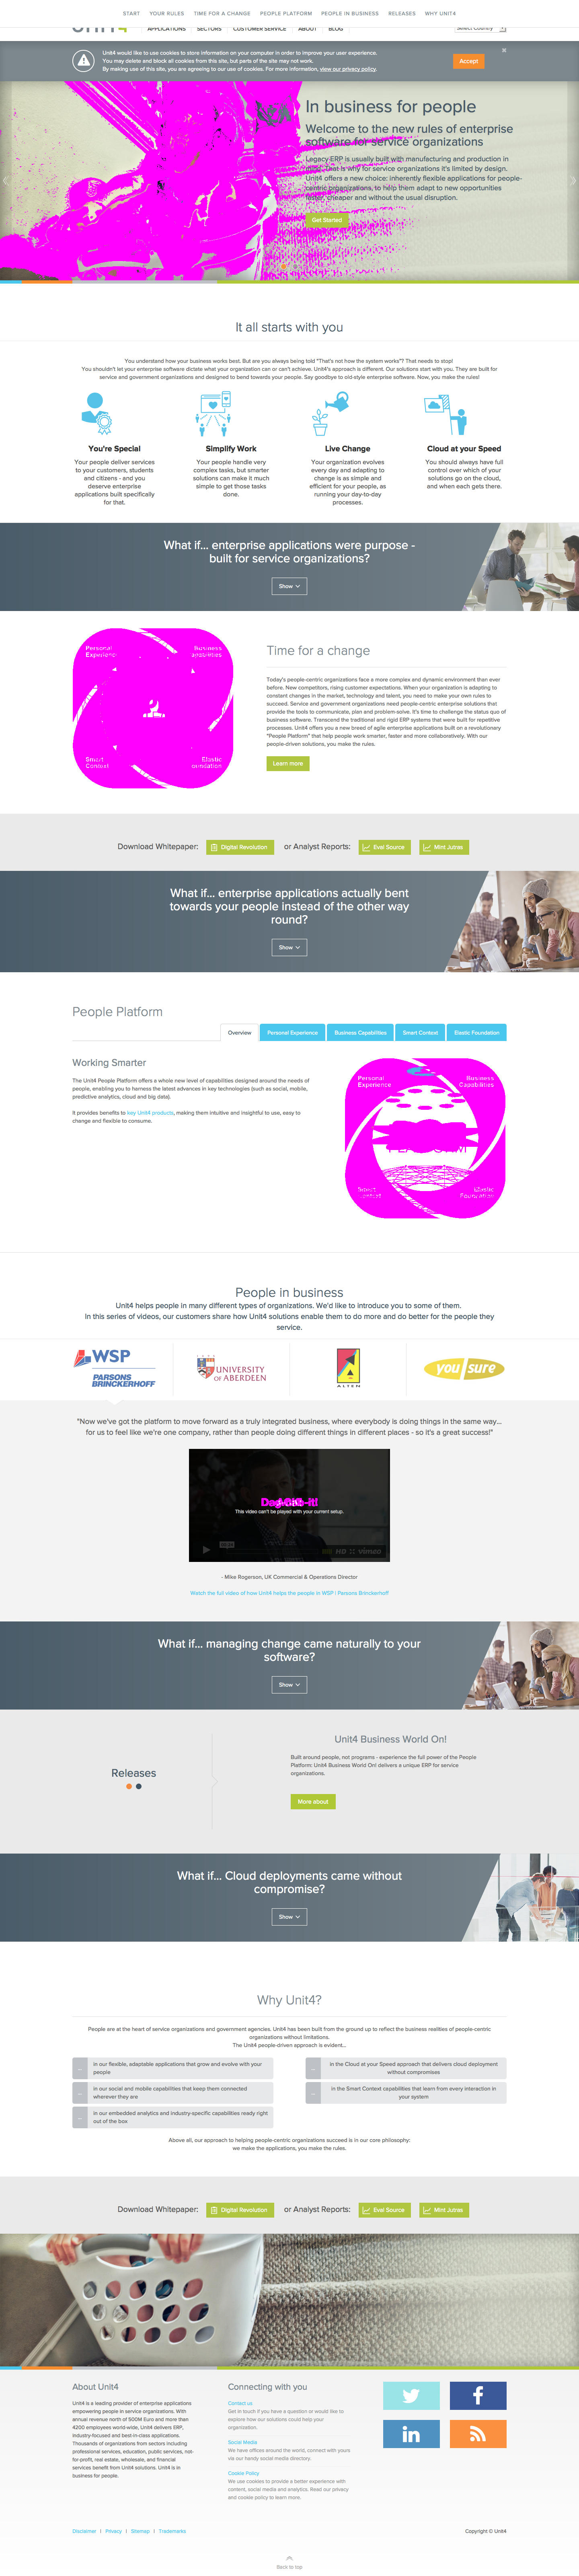 START YOUR RULES TIME FOR A CHANGE PEOPLE PLATFORM PEOPLE IN BUSINESS RELEASES WHY UNIT4
APPLICATIONS SECTORS CUSTOMER SERVICE ABOUT BLOG Select Country
Unit4 would like to use cookies to store information on your computer in order to improve your user experience.
You may delete and block all cookies from this site, but parts of the site may not work.
By making use of this site, you are agreeing to our use of cookies. For more information, view our privacy policy.
Accept
In business for people
Welcome to the new rules of enterprise
software for service organizations
Legacy ERP is usually built with manufacturing and production in
That is why for service organizations it's limited by design.
Unit4 offers a new choice: inherently flexible applications for people-
centric organizations, to help them adapt to new opportunities
faster, cheaper and without the usual disruption.
Get Started
It all starts with you
You understand how your business works best. But are you always being told "That's not how the system works"? That needs to stop!
You shouldn't let your enterprise software dictate what your organization can or can't achieve. Unit4's approach is different. Our solutions start with you. They are built for
service and government organizations and designed to bend towards your people. Say goodbye to old-style enterprise software. Now, you make the rules!
You're Special
Your people deliver services
to your customers, students
and citizens - and you
deserve enterprise
applications built specifically
for that.
Simplify Work
Your people handle very
complex tasks, but smarter
solutions can make it much
simple to get those tasks
done.
Live Change
Your organization evolves
every day and adapting to
change is as simple and
efficient for your people, as
running your day-to-day
processes.
Cloud at your Speed
You should always have full
control over which of your
solutions go on the cloud,
and when each gets there.
What if... enterprise applications were purpose -
built for service organizations?
Show
Personal
Experience
Business
Capabilities
Smart
Context
Elastic
Foundation
Time for a change
Today's people-centric organizations face a more complex and dynamic environment than ever
before. New competitors, rising customer expectations. When your organization is adapting to
constant changes in the market, technology and talent, you need to make your own rules to
succeed. Service and government organizations need people-centric enterprise solutions that
provide the tools to communicate, plan and problem-solve. It's time to challenge the status quo of
business software. Transcend the traditional and rigid ERP systems that were built for repetitive
processes. Unit4 offers you a new breed of agile enterprise applications built on a revolutionary
"People Platform" that help people work smarter, faster and more collaboratively. With our
people-driven solutions, you make the rules.
Learn more
Download Whitepaper: Digital Revolution or Analyst Reports: Eval Source Mint Jutras
What if... enterprise applications actually bent
towards your people instead of the other way
round?
Show
People Platform
Overview Personal Experience Business Capabilities Smart Context Elastic Foundation
Working Smarter
The Unit4 People Platform offers a whole new level of capabilities designed around the needs of
people, enabling you to harness the latest advances in key technologies (such as social, mobile,
predictive analytics, cloud and big data).
It provides benefits to key Unit4 products, making them intuitive and insightful to use, easy to
change and flexible to consume.
Personal
Experience
Business
Capabilities
PLATFORM
Smart
Context
Elastic
Foundation
People in business
Unit4 helps people in many different types of organizations. We'd like to introduce you to some of them.
In this series of videos, our customers share how Unit4 solutions enable them to do more and do better for the people they
service.
WSP
PARSONS
BRINCKERHOFF
UNIVERSITY
OF ABERDEEN
ALTEN
you sure
"Now we've got the platform to move forward as a truly integrated business, where everybody is doing things in the same way...
for us to feel like we're one company, rather than people doing different things in different places - so it's a great success!"
This video can't be played with your current setup.
HD vimeo
- Mike Rogerson, UK Commercial & Operations Director
Watch the full video of how Unit4 helps the people in WSP | Parsons Brinckerhoff
What if... managing change came naturally to your
software?
Show
Releases
Unit4 Business World On!
Built around people, not programs - experience the full power of the People
Platform: Unit4 Business World On! delivers a unique ERP for service
organizations.
More about
What if... Cloud deployments came without
compromise?
Show
Why Unit4?
People are at the heart of service organizations and government agencies. Unit4 has been built from the ground up to reflect the business realities of people-centric
organizations without limitations.
The Unit4 people-driven approach is evident...
... in our flexible, adaptable applications that grow and evolve with your
people
... in the Cloud at your Speed approach that delivers cloud deployment
without compromises
... in our social and mobile capabilities that keep them connected
wherever they are
... in the Smart Context capabilities that learn from every interaction in
your system
... in our embedded analytics and industry-specific capabilities ready right
out of the box
Above all, our approach to helping people-centric organizations succeed is in our core philosophy:
we make the applications, you make the rules.
Download Whitepaper: Digital Revolution or Analyst Reports: Eval Source Mint Jutras
About Unit4
Unit4 is a leading provider of enterprise applications
empowering people in service organizations. With
annual revenue north of 500M Euro and more then
4200 employees world-wide, Unit4 delivers ERP,
industry-focused and best-in-class applications.
Thousands of organizations from sectors including
professional services, education, public services, not-
for-profit, real estate, wholesale, and financial
services benefit from Unit4 solutions. Unit4 is in
business for people.
Connecting with you
Contact us
Get in touch if you have a question or would like to
explore how our solutions could help your
organization.
Social Media
We have offices around the world, connect with yours
via our handy social media directory.
Cookie Policy
We use cookies to provide a better experience with
content, social media and analytics. Read our privacy
and cookie policy to learn more.
Disclaimer | Privacy | Sitemap | Trademarks
Copyright © Unit4
Back to top